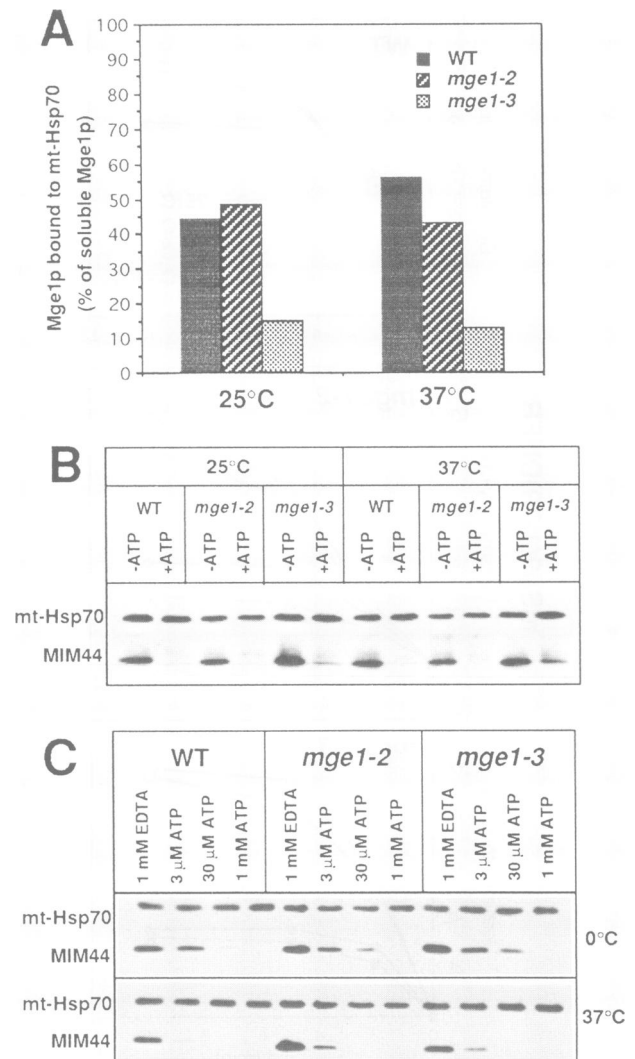 A
Mge1p bound to mt-Hsp70
(% of soluble Mge1p)
100
90
80
70
60
50
40
30
20
10
0
WT
mge1-2
mge1-3
25°C
37°C
B
25°C
37°C
WT
mge1-2
mge1-3
WT
mge1-2
mge1-3
-ATP
+ATP
-ATP
+ATP
-ATP
+ATP
-ATP
+ATP
-ATP
+ATP
-ATP
+ATP
mt-Hsp70
MIM44
C
WT
mge1-2
mge1-3
1 mM EDTA
3 µM ATP
30 µM ATP
1 mM ATP
1 mM EDTA
3 µM ATP
30 µM ATP
1 mM ATP
1 mM EDTA
3 µM ATP
30 µM ATP
1 mM ATP
mt-Hsp70
MIM44
0°C
mt-Hsp70
MIM44
37°C